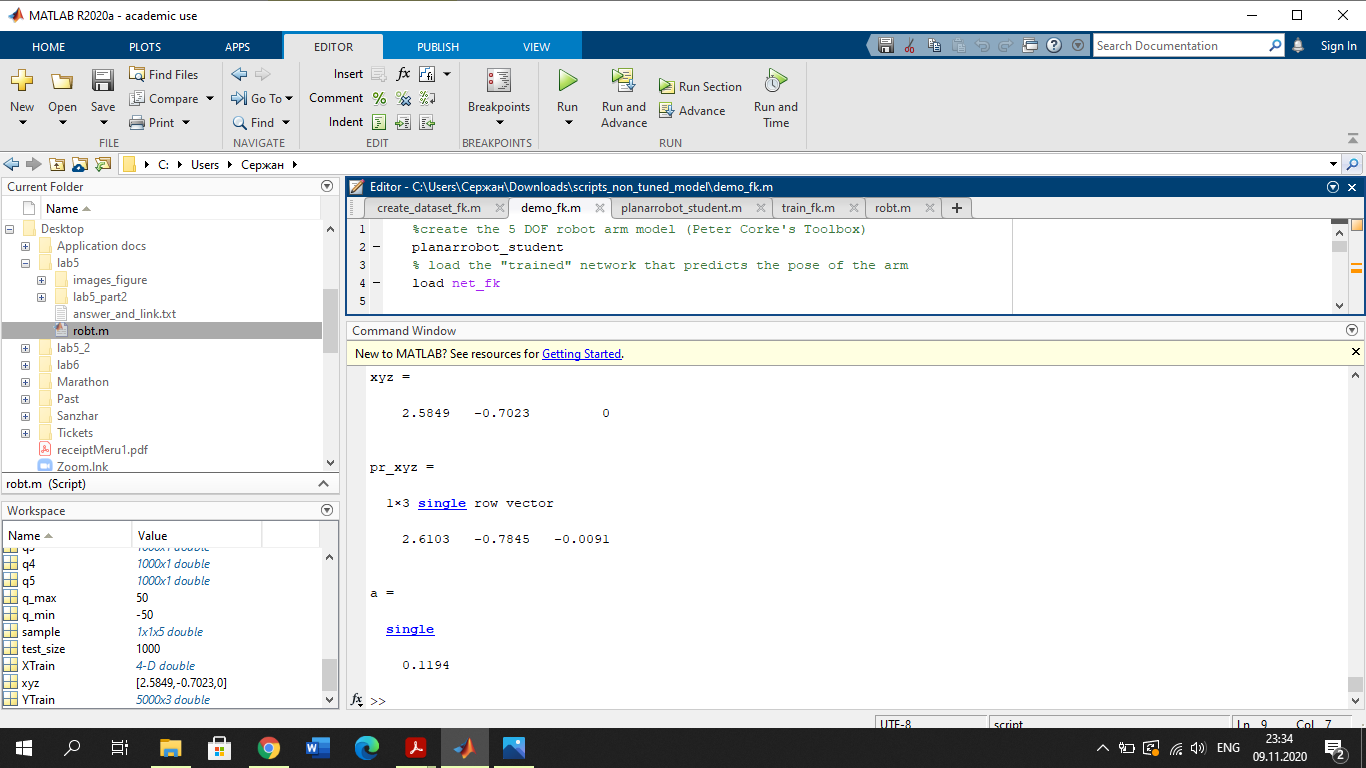 MATLAB R2020a - academic use
HOME PLOTS APPS EDITOR PUBLISH VIEW Search Documentation Sign In
New Open Save Find Files Compare Print
Go To Find
Insert fx
Comment
Indent
Breakpoints
Run Run and Advance Run Section Advance Run and Time
FILE NAVIGATE EDIT BREAKPOINTS RUN
C: Users Сержан
Current Folder
Name
Desktop
Application docs
lab5
images_figure
lab5_part2
answer_and_link.txt
robt.m
lab5_2
lab6
Marathon
Past
Sanzhar
Tickets
receiptMeru1.pdf
Zoom.lnk
robt.m (Script)
Workspace
Name Value
q4 1000x1 double
q5 1000x1 double
q_max 50
q_min -50
sample 1x1x5 double
test_size 1000
XTrain 4-D double
xyz [2.5849,-0.7023,0]
YTrain 5000x3 double
Editor - C:\Users\Сержан\Downloads\scripts_non_tuned_model\demo_fk.m
create_dataset_fk.m demo_fk.m planarrobot_student.m train_fk.m robt.m
1 %create the 5 DOF robot arm model (Peter Corke's Toolbox)
2 planarrobot_student
3 % load the "trained" network that predicts the pose of the arm
4 load net_fk
5
Command Window
New to MATLAB? See resources for Getting Started.
xyz =
2.5849 -0.7023 0
pr_xyz =
1×3 single row vector
2.6103 -0.7845 -0.0091
a =
single
0.1194
fx >>
UTF-8 script Ln 9 Col 7
ENG 23:34
09.11.2020 2